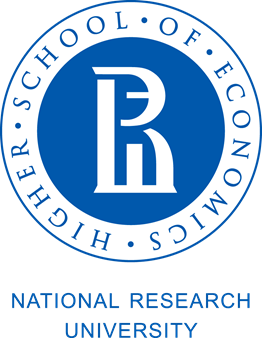 HIGHER · SCHOOL · OF · ECONOMICS ·
NATIONAL RESEARCH
UNIVERSITY